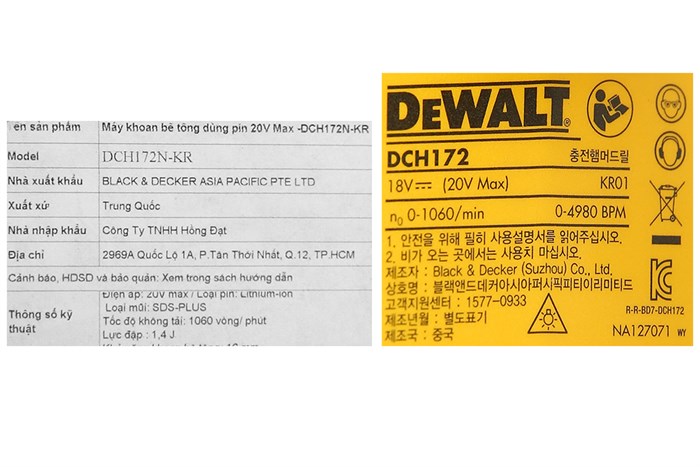 Tên sản phẩm Máy khoan bê tông dùng pin 20V Max -DCH172N-KR
Model DCH172N-KR
Nhà xuất khẩu BLACK & DECKER ASIA PACIFIC PTE LTD
Xuất xứ Trung Quốc
Nhà nhập khẩu Công Ty TNHH Hồng Đạt
Địa chỉ 2969A Quốc Lộ 1A, P.Tân Thới Nhất, Q.12, TP.HCM
Cảnh báo, HDSD và bảo quản: Xem trong sách hướng dẫn
Thông số kỹ thuật
Điện áp: 20V max / Loại pin: Lithium-ion
Loại mũi: SDS-PLUS
Tốc độ không tải: 1060 vòng/ phút
Lực đập : 1,4 J
DEWALT®
DCH172 충전햄머드릴
18V⎓ (20V Max) KR01
n₀ 0-1060/min 0-4980 BPM
1. 안전을 위해 필히 사용설명서를 읽어주십시오.
2. 비가 오는 곳에서는 사용치 마십시오.
제조자 : Black & Decker (Suzhou) Co., Ltd.
상호명 : 블랙앤드데커아시아퍼시픽피티이리미티드
고객지원센터 : 1577-0933
제조년월 : 별도표기
제조국 : 중국
R-R-BD7-DCH172
NA127071 WY